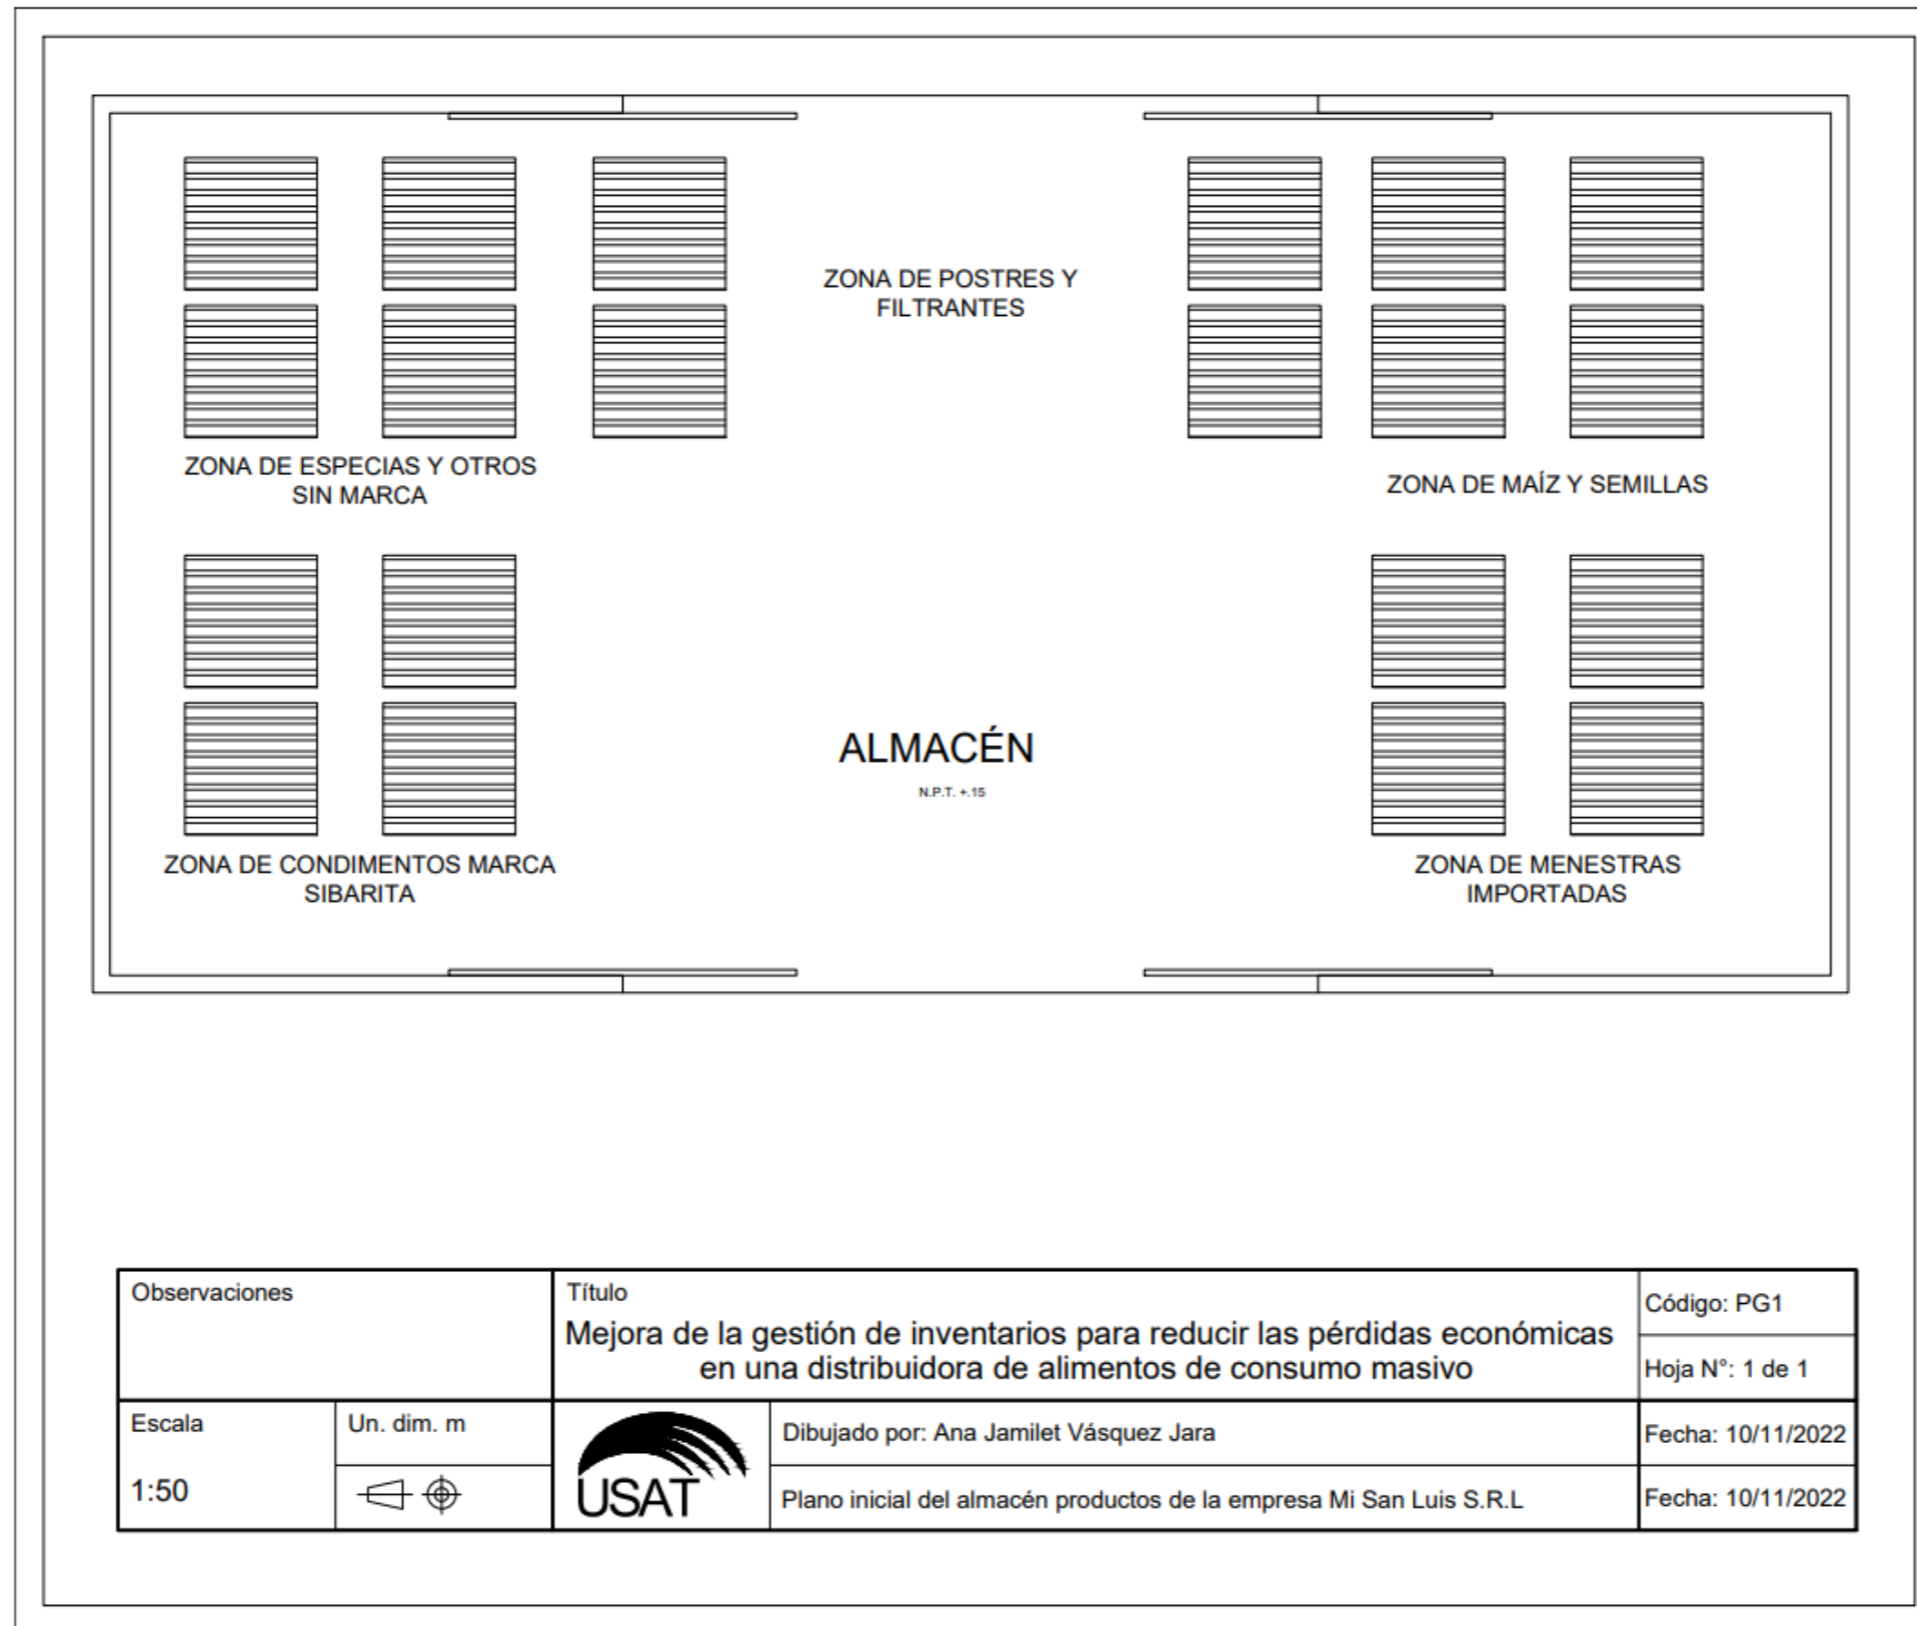 ZONA DE POSTRES Y
FILTRANTES
ZONA DE ESPECIAS Y OTROS
SIN MARCA
ZONA DE MAÍZ Y SEMILLAS
ALMACÉN
N.P.T. +.15
ZONA DE CONDIMENTOS MARCA
SIBARITA
ZONA DE MENESTRAS
IMPORTADAS
Observaciones
Título
Mejora de la gestión de inventarios para reducir las pérdidas económicas
en una distribuidora de alimentos de consumo masivo
Código: PG1
Hoja N°: 1 de 1
Escala
1:50
Un. dim. m
USAT
Dibujado por: Ana Jamilet Vásquez Jara
Fecha: 10/11/2022
Plano inicial del almacén productos de la empresa Mi San Luis S.R.L
Fecha: 10/11/2022